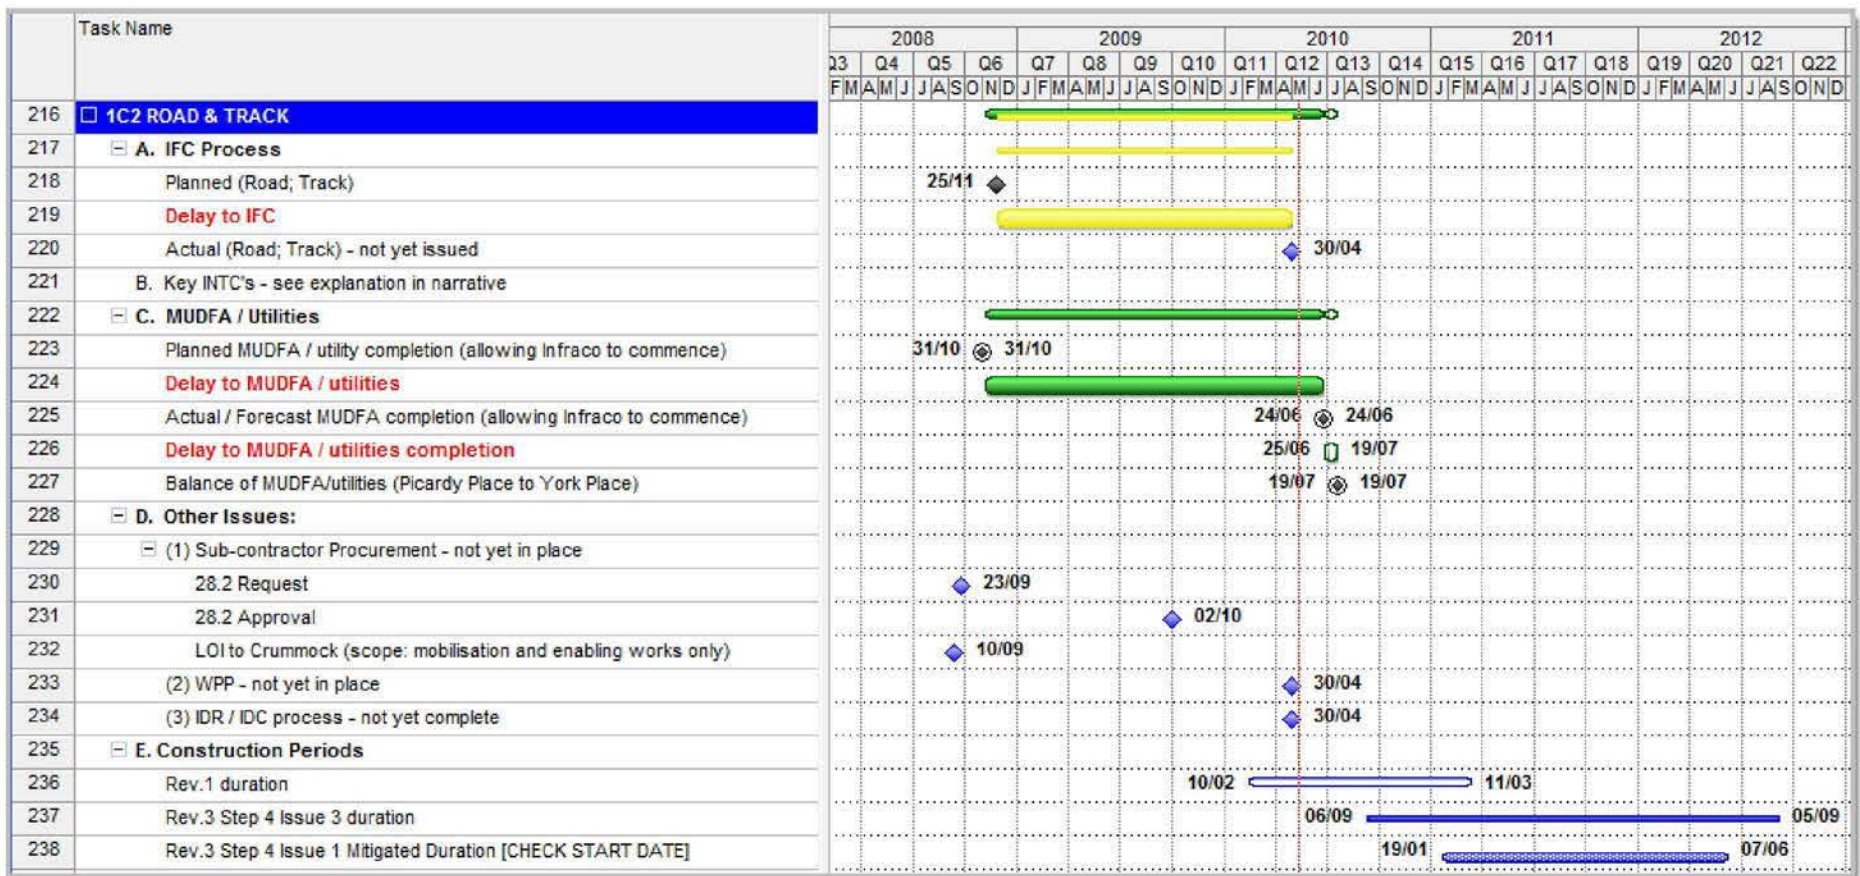 Task Name
2008 2009 2010 2011 2012
Q3 Q4 Q5 Q6 Q7 Q8 Q9 Q10 Q11 Q12 Q13 Q14 Q15 Q16 Q17 Q18 Q19 Q20 Q21 Q22
F M A M J J A S O N D J F M A M J J A S O N D J F M A M J J A S O N D J F M A M J J A S O N D J F M A M J J A S O N D
216 1C2 ROAD & TRACK
217 A. IFC Process
218 Planned (Road; Track) 25/11
219 Delay to IFC
220 Actual (Road; Track) - not yet issued 30/04
221 B. Key INTC's - see explanation in narrative
222 C. MUDFA / Utilities
223 Planned MUDFA / utility completion (allowing Infraco to commence) 31/10 31/10
224 Delay to MUDFA / utilities
225 Actual / Forecast MUDFA completion (allowing Infraco to commence) 24/06 24/06
226 Delay to MUDFA / utilities completion 25/06 19/07
227 Balance of MUDFA/utilities (Picardy Place to York Place) 19/07 19/07
228 D. Other Issues:
229 (1) Sub-contractor Procurement - not yet in place
230 28.2 Request 23/09
231 28.2 Approval 02/10
232 LOI to Crummock (scope: mobilisation and enabling works only) 10/09
233 (2) WPP - not yet in place 30/04
234 (3) IDR / IDC process - not yet complete 30/04
235 E. Construction Periods
236 Rev.1 duration 10/02 11/03
237 Rev.3 Step 4 Issue 3 duration 06/09 05/09
238 Rev.3 Step 4 Issue 1 Mitigated Duration [CHECK START DATE] 19/01 07/06